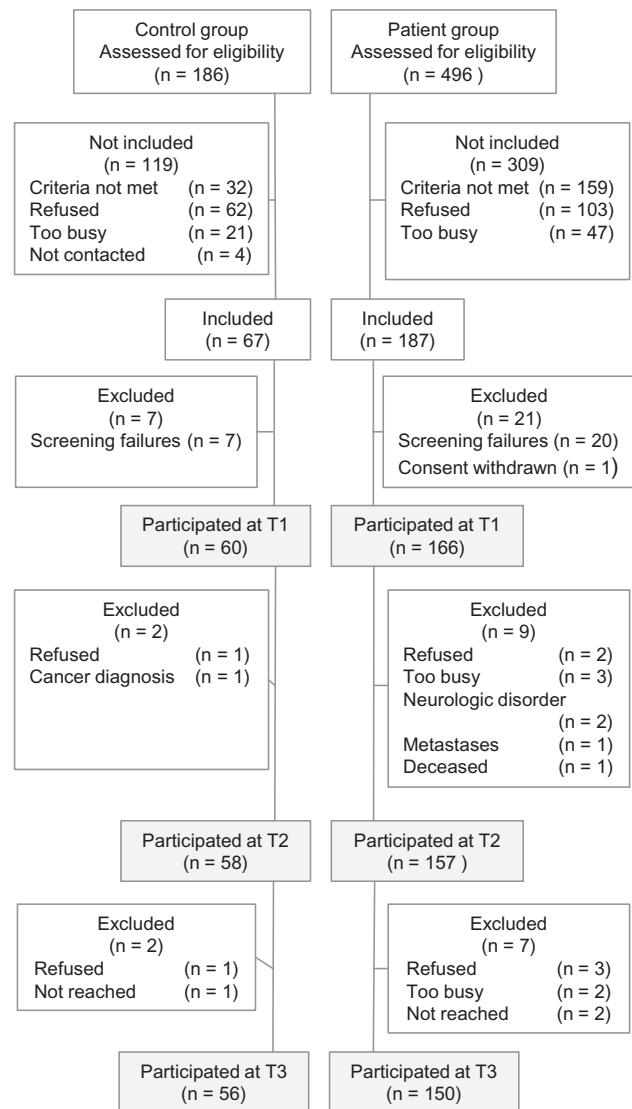 Control group
Assessed for eligibility
(n = 186)
Patient group
Assessed for eligibility
(n = 496 )
Not included
(n = 119)
Criteria not met (n = 32)
Refused (n = 62)
Too busy (n = 21)
Not contacted (n = 4)
Not included
(n = 309)
Criteria not met (n = 159)
Refused (n = 103)
Too busy (n = 47)
Included
(n = 67)
Included
(n = 187)
Excluded
(n = 7)
Screening failures (n = 7)
Excluded
(n = 21)
Screening failures (n = 20)
Consent withdrawn (n = 1)
Participated at T1
(n = 60)
Participated at T1
(n = 166)
Excluded
(n = 2)
Refused (n = 1)
Cancer diagnosis (n = 1)
Excluded
(n = 9)
Refused (n = 2)
Too busy (n = 3)
Neurologic disorder
(n = 2)
Metastases (n = 1)
Deceased (n = 1)
Participated at T2
(n = 58)
Participated at T2
(n = 157 )
Excluded
(n = 2)
Refused (n = 1)
Not reached (n = 1)
Excluded
(n = 7)
Refused (n = 3)
Too busy (n = 2)
Not reached (n = 2)
Participated at T3
(n = 56)
Participated at T3
(n = 150)